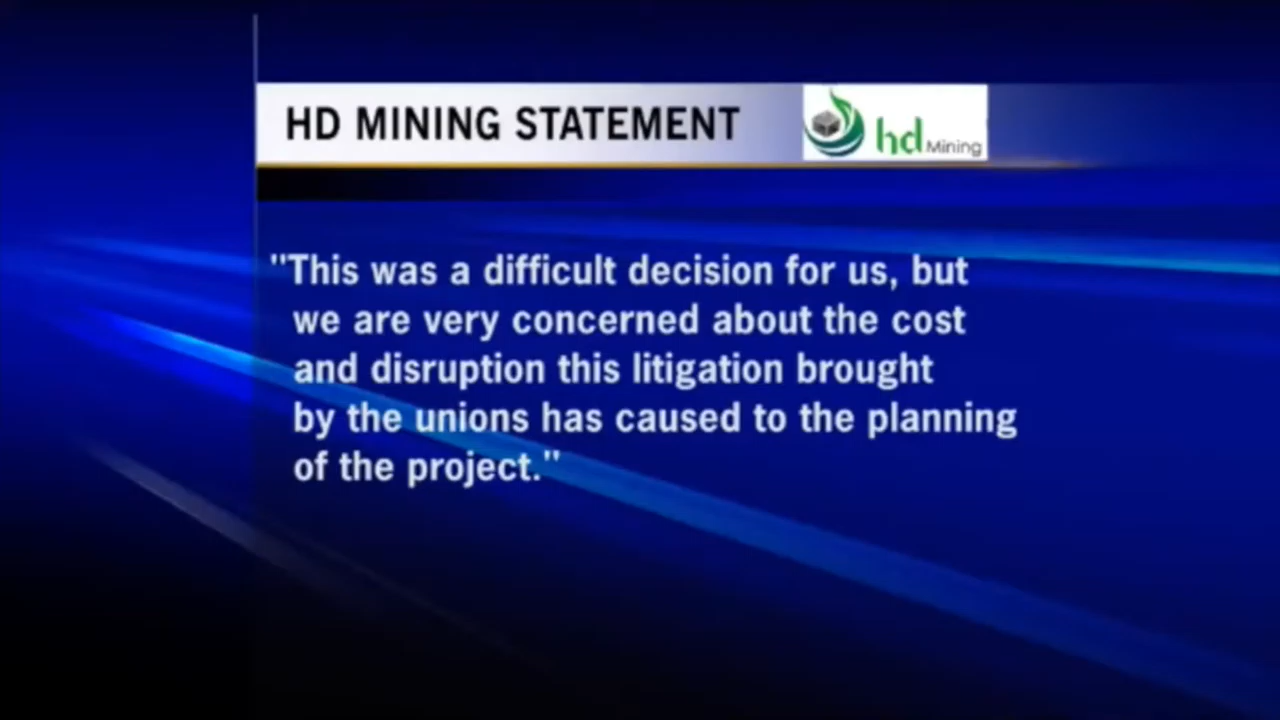 HD MINING STATEMENT
hd Mining
"This was a difficult decision for us, but
we are very concerned about the cost
and disruption this litigation brought
by the unions has caused to the planning
of the project."